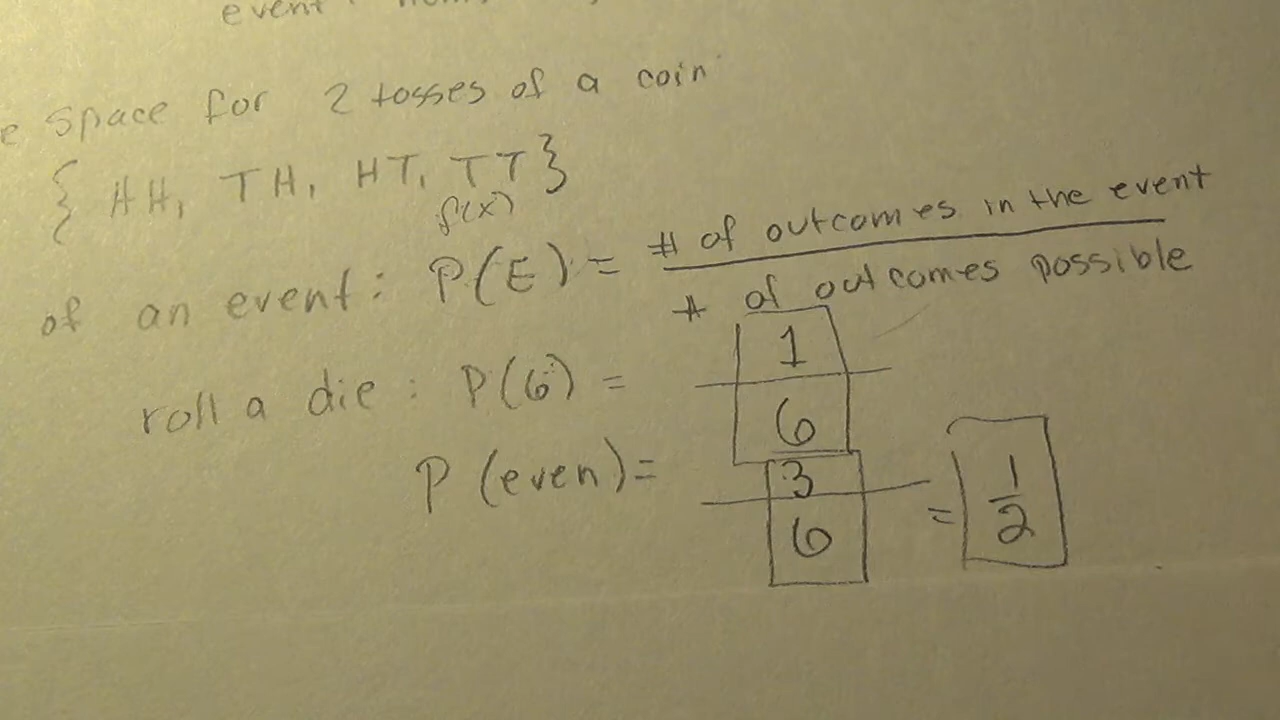 event
e space for 2 tosses of a coin
{ HH, TH, HT, TT }
f(x)
of an event: P(E) = # of outcomes in the event
# of outcomes possible
roll a die: P(6) = 1
6
P(even) = 3
6
= 1
2